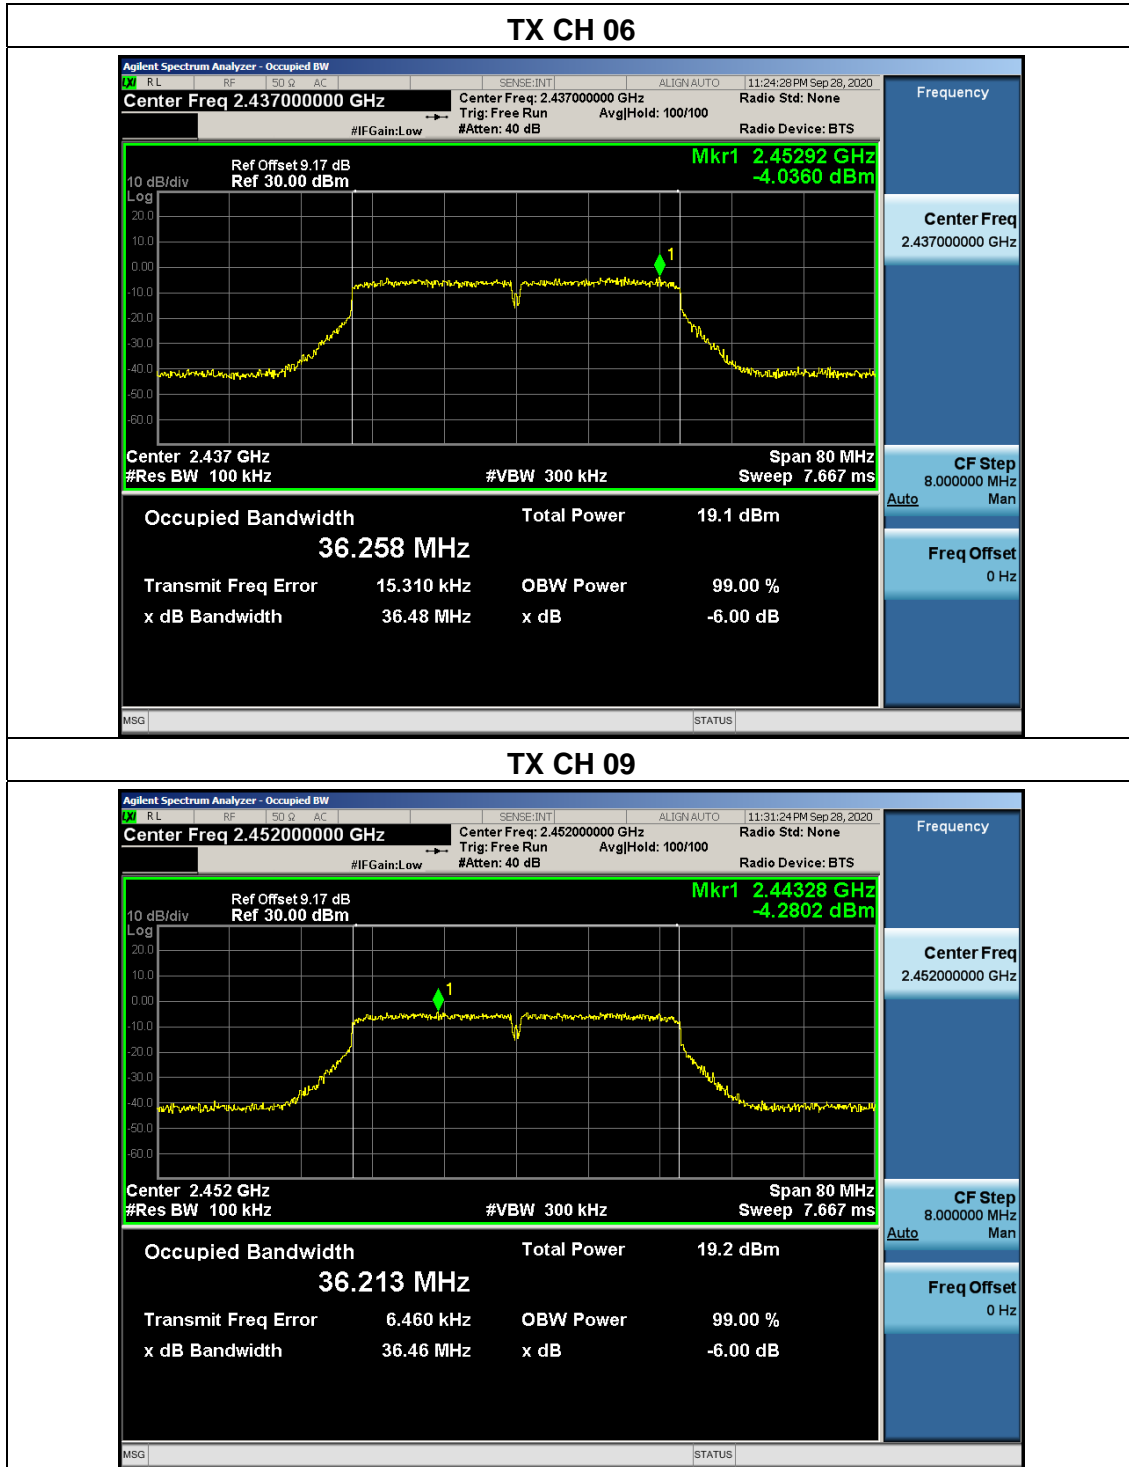 TX CH 06
Agilent Spectrum Analyzer - Occupied BW
LXI RL RF 50 Ω AC SENSE:INT ALIGN AUTO 11:24:28 PM Sep 28, 2020
Center Freq 2.437000000 GHz
Center Freq: 2.437000000 GHz
Radio Std: None
Trig: Free Run Avg|Hold: 100/100
#IFGain:Low #Atten: 40 dB Radio Device: BTS
Frequency
Mkr1 2.45292 GHz
-4.0360 dBm
Ref Offset 9.17 dB
10 dB/div Ref 30.00 dBm
Log
20.0
10.0
0.00
-10.0
-20.0
-30.0
-40.0
-50.0
-60.0
1
Center 2.437 GHz Span 80 MHz
#Res BW 100 kHz #VBW 300 kHz Sweep 7.667 ms
Center Freq
2.437000000 GHz
CF Step
8.000000 MHz
Auto Man
Freq Offset
0 Hz
Occupied Bandwidth Total Power 19.1 dBm
36.258 MHz
Transmit Freq Error 15.310 kHz OBW Power 99.00 %
x dB Bandwidth 36.48 MHz x dB -6.00 dB
MSG STATUS
TX CH 09
Agilent Spectrum Analyzer - Occupied BW
LXI RL RF 50 Ω AC SENSE:INT ALIGN AUTO 11:31:24 PM Sep 28, 2020
Center Freq 2.452000000 GHz
Center Freq: 2.452000000 GHz
Radio Std: None
Trig: Free Run Avg|Hold: 100/100
#IFGain:Low #Atten: 40 dB Radio Device: BTS
Frequency
Mkr1 2.44328 GHz
-4.2802 dBm
Ref Offset 9.17 dB
10 dB/div Ref 30.00 dBm
Log
20.0
10.0
0.00
-10.0
-20.0
-30.0
-40.0
-50.0
-60.0
1
Center 2.452 GHz Span 80 MHz
#Res BW 100 kHz #VBW 300 kHz Sweep 7.667 ms
Center Freq
2.452000000 GHz
CF Step
8.000000 MHz
Auto Man
Freq Offset
0 Hz
Occupied Bandwidth Total Power 19.2 dBm
36.213 MHz
Transmit Freq Error 6.460 kHz OBW Power 99.00 %
x dB Bandwidth 36.46 MHz x dB -6.00 dB
MSG STATUS